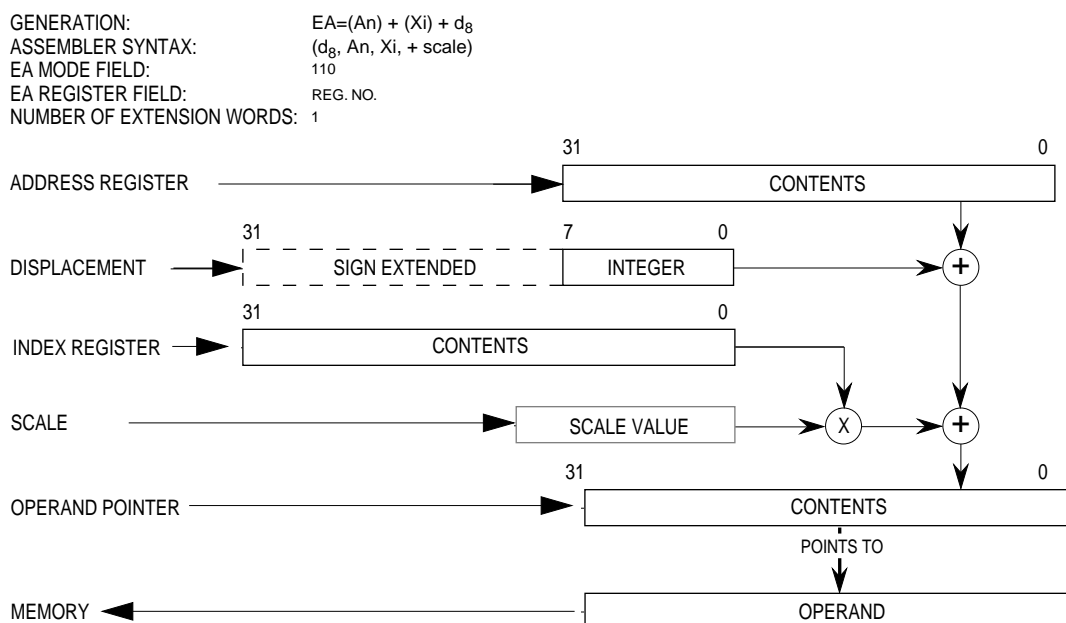 GENERATION: EA=(An) + (Xi) + d8
ASSEMBLER SYNTAX: (d8, An, Xi, + scale)
EA MODE FIELD: 110
EA REGISTER FIELD: REG. NO.
NUMBER OF EXTENSION WORDS: 1
31 0
ADDRESS REGISTER CONTENTS
31 7 0
DISPLACEMENT SIGN EXTENDED INTEGER +
31 0
INDEX REGISTER CONTENTS
SCALE SCALE VALUE X +
31 0
OPERAND POINTER CONTENTS
POINTS TO
MEMORY OPERAND